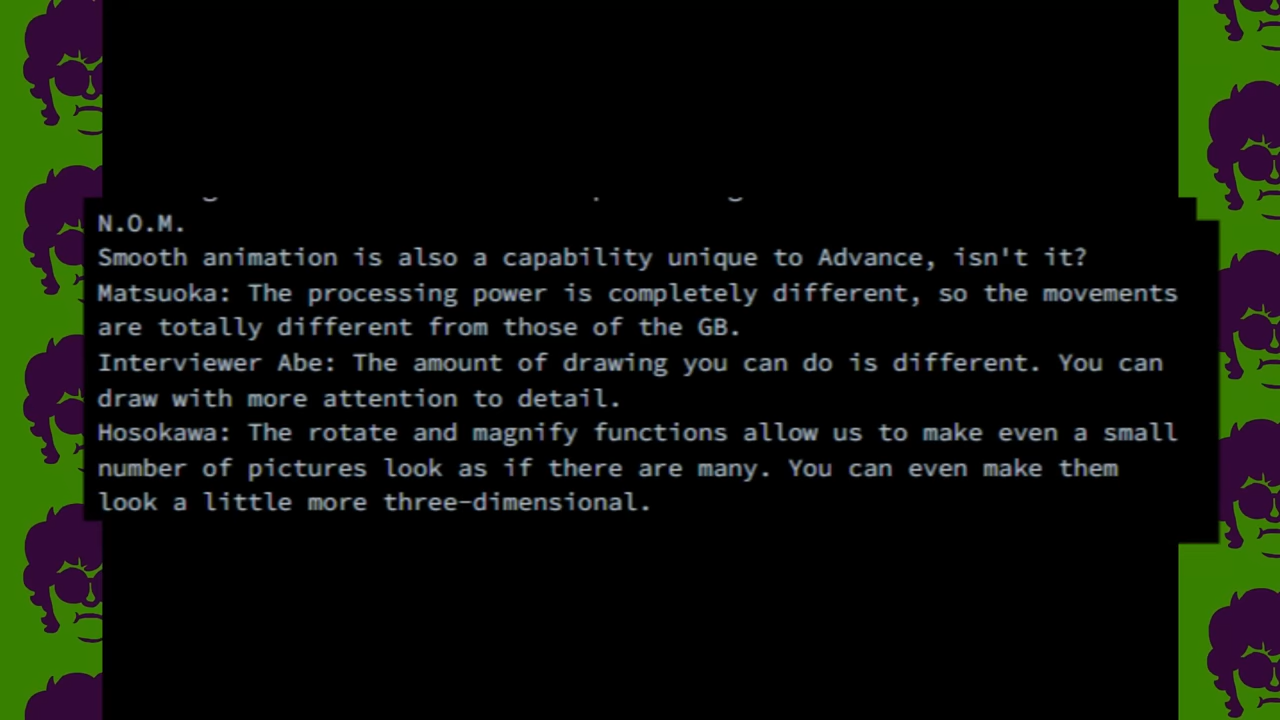 N.O.M.
Smooth animation is also a capability unique to Advance, isn't it?
Matsuoka: The processing power is completely different, so the movements
are totally different from those of the GB.
Interviewer Abe: The amount of drawing you can do is different. You can
draw with more attention to detail.
Hosokawa: The rotate and magnify functions allow us to make even a small
number of pictures look as if there are many. You can even make them
look a little more three-dimensional.